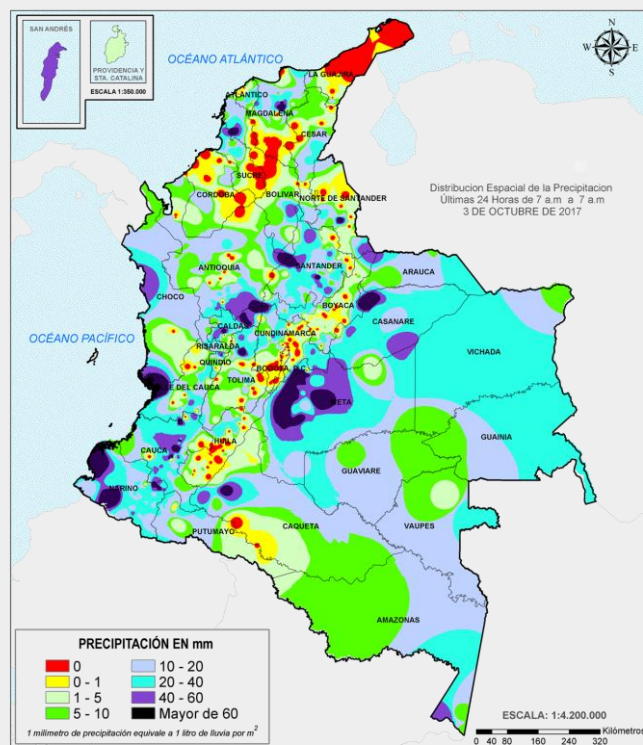 SAN ANDRÉS
PROVIDENCIA Y
STA. CATALINA
ESCALA 1:350.000
OCÉANO ATLÁNTICO
N
W E
S
LA GUAJIRA
ATLÁNTICO
MAGDALENA
CESAR
SUCRE
CORDOBA
BOLIVAR
NORTE DE SANTANDER
Distribucion Espacial de la Precipitacion
Últimas 24 Horas de 7 a.m a 7 a.m
3 DE OCTUBRE DE 2017
ANTIOQUIA
SANTANDER
ARAUCA
CHOCO
BOYACA
CASANARE
OCÉANO PACÍFICO
CALDAS
CUNDINAMARCA
VICHADA
RISARALDA
QUINDIO
BOGOTA, D.C.
TOLIMA
DEL CAUCA
META
GUAINIA
CAUCA
HUILA
GUAVIARE
NARIÑO
VAUPES
CAQUETA
PUTUMAYO
AMAZONAS
PRECIPITACIÓN EN mm
0 10 - 20
0 - 1 20 - 40
1 - 5 40 - 60
5 - 10 Mayor de 60
1 milímetro de precipitación equivale a 1 litro de lluvia por m²
ESCALA: 1:4.200.000
Kilómetros
0 40 80 160 240 320